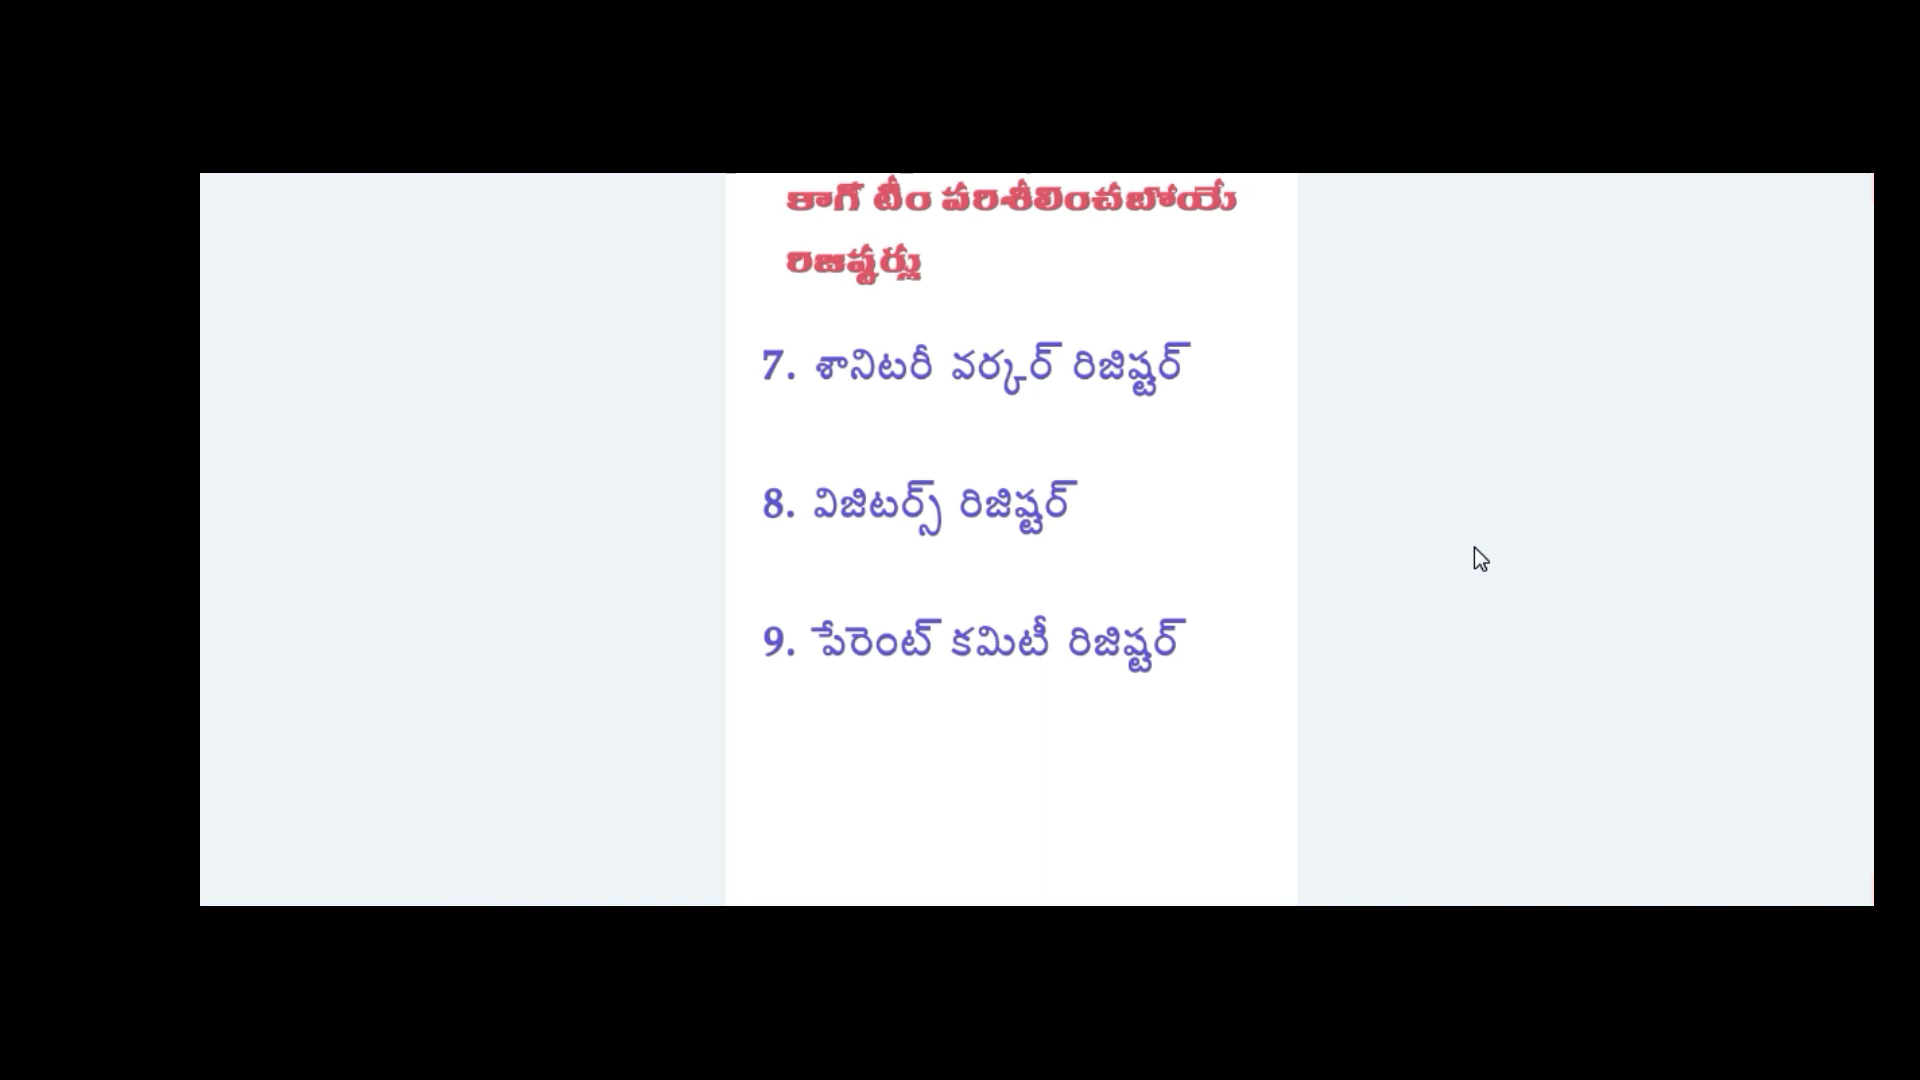 కాగ్ టీం పరిశీలించబోయే
రిజిష్టర్లు
7. శానిటరీ వర్కర్ రిజిష్టర్
8. విజిటర్స్ రిజిష్టర్
9. పేరెంట్ కమిటీ రిజిష్టర్